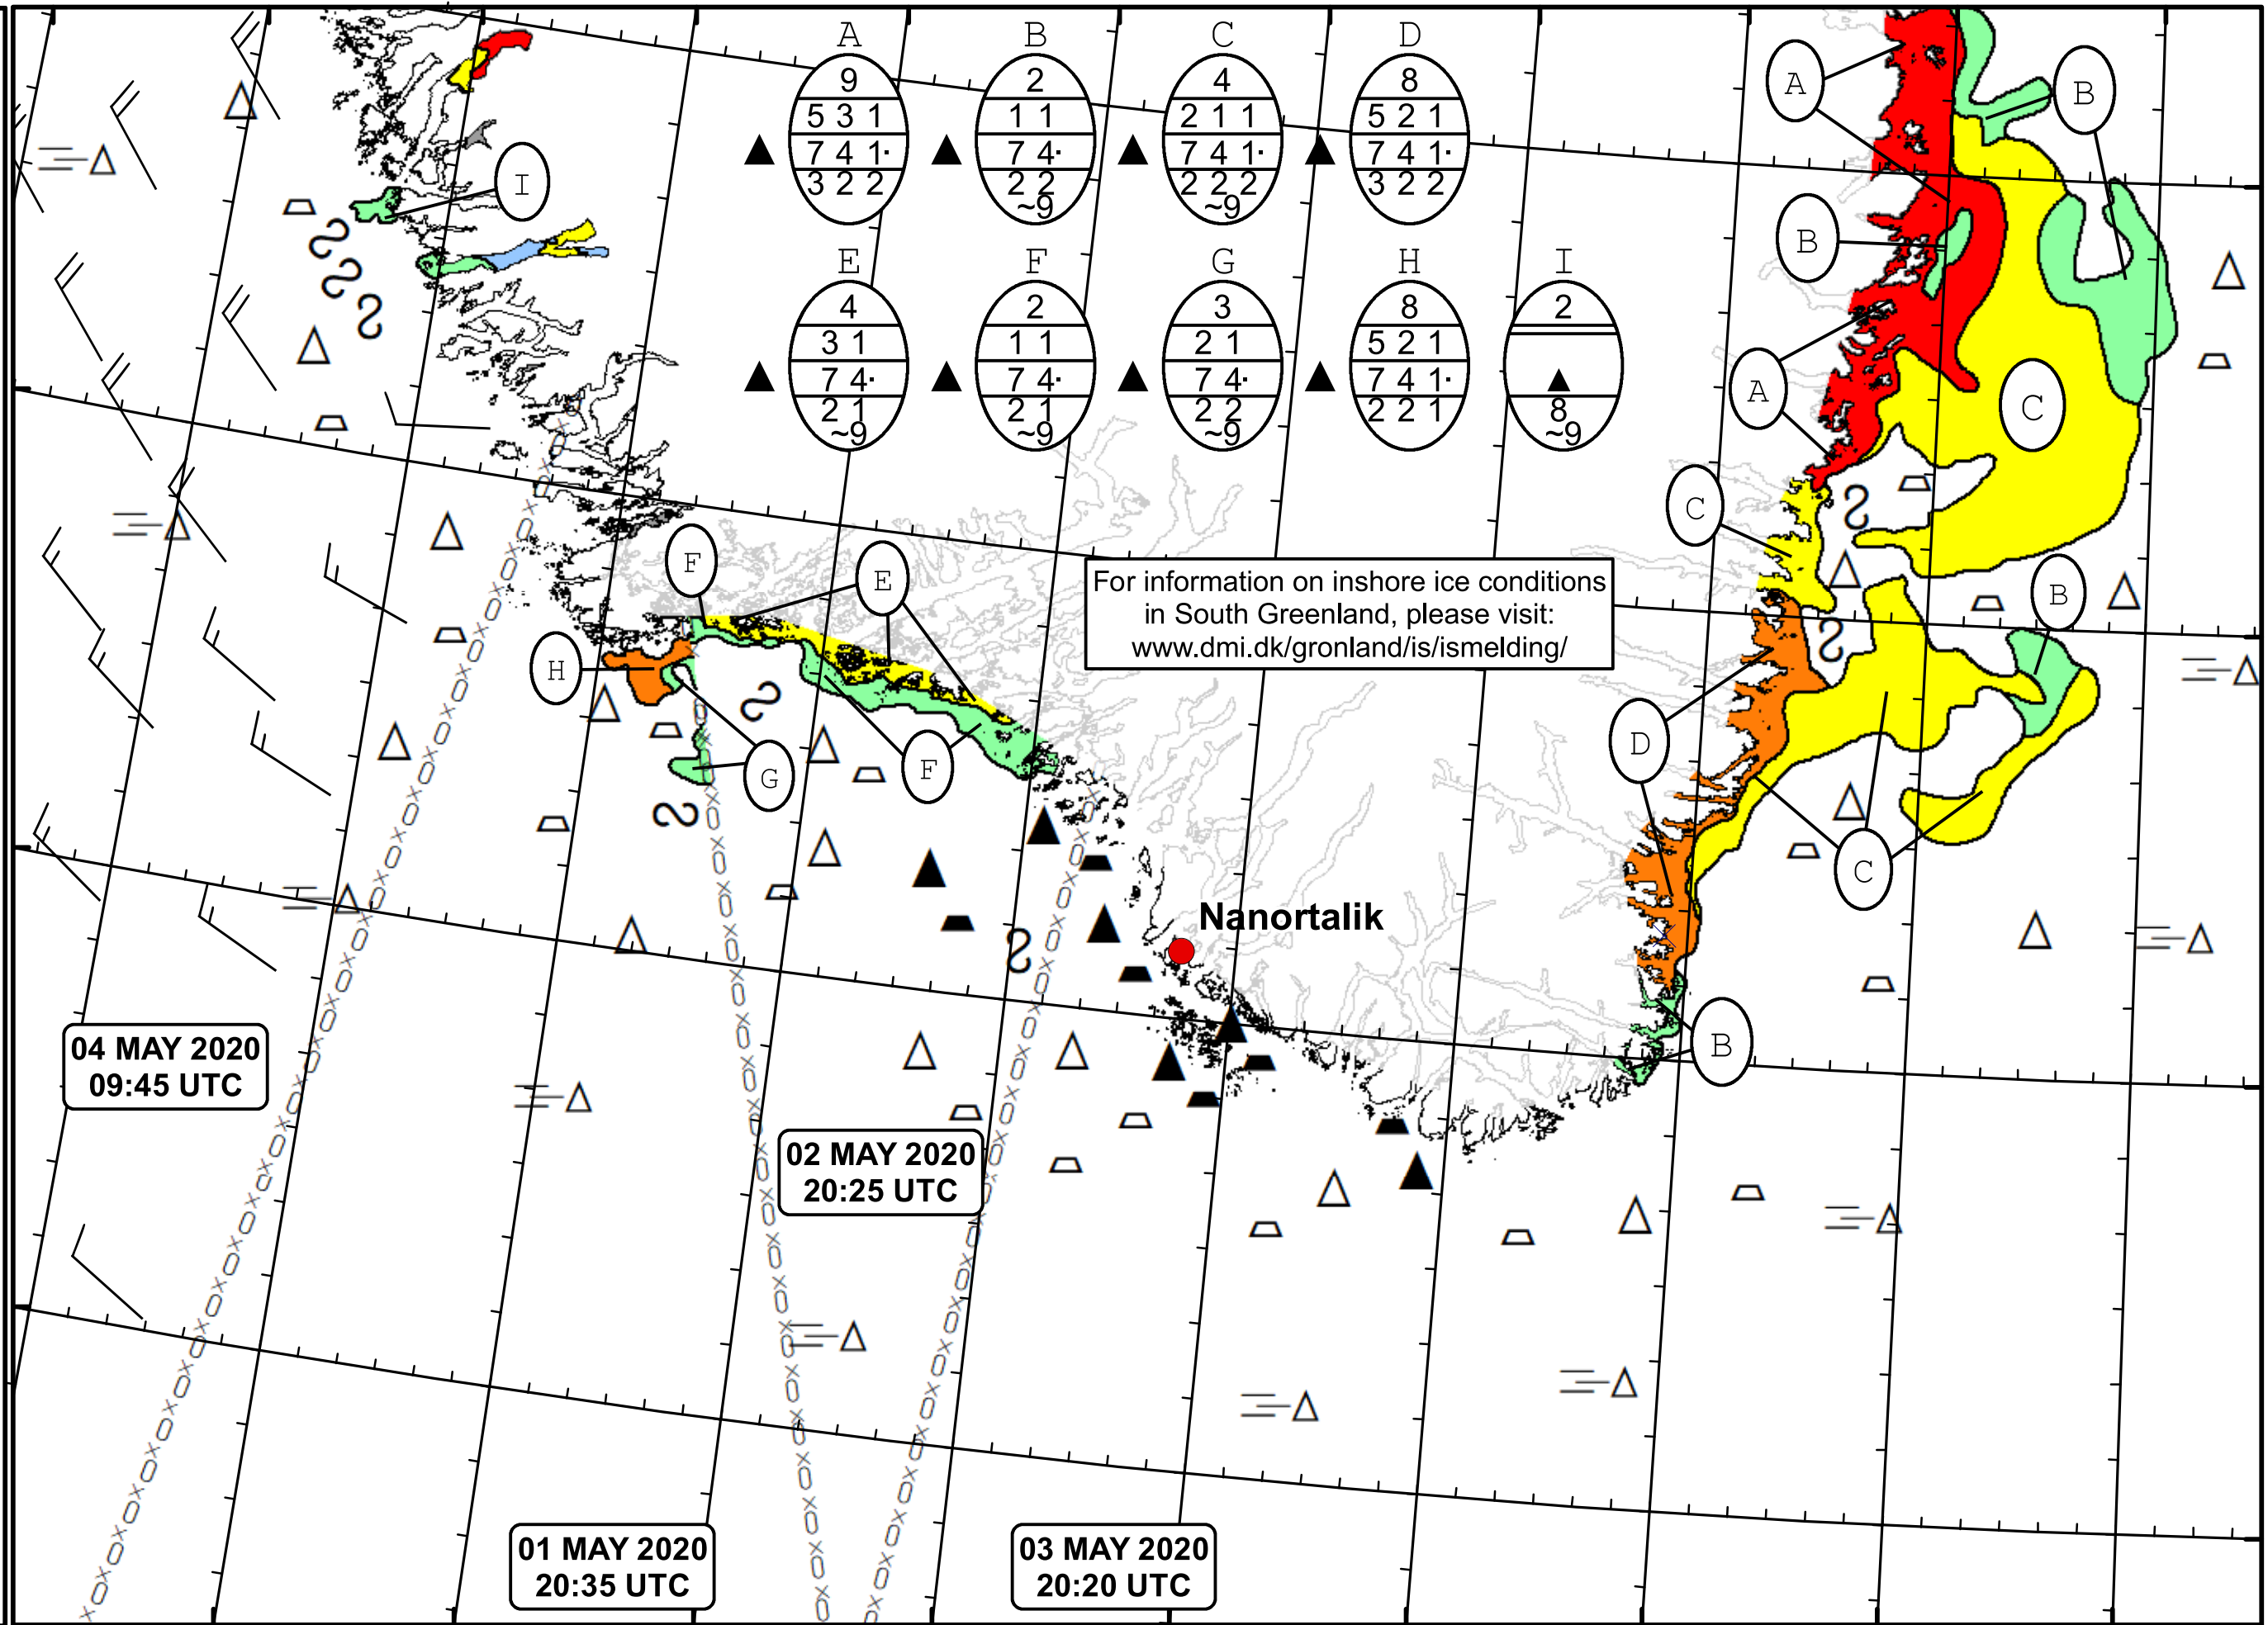 A B C D
9 2 4 8
5 3 1 1 1 2 1 1 5 2 1
7 4 1· 7 4· 7 4 1· 7 4 1·
3 2 2 2 2 2 2 2 3 2 2
~9 ~9
E F G H I
4 2 3 8 2
3 1 1 1 2 1 5 2 1
7 4· 7 4· 7 4· 7 4 1·
2 1 2 1 2 2 2 2 1 8
~9 ~9 ~9 ~9
A
B
I
B
A
C
C
F
E
For information on inshore ice conditions
in South Greenland, please visit:
www.dmi.dk/gronland/is/ismelding/
B
H
D
F
G
C
Nanortalik
B
04 MAY 2020
09:45 UTC
02 MAY 2020
20:25 UTC
01 MAY 2020
20:35 UTC
03 MAY 2020
20:20 UTC